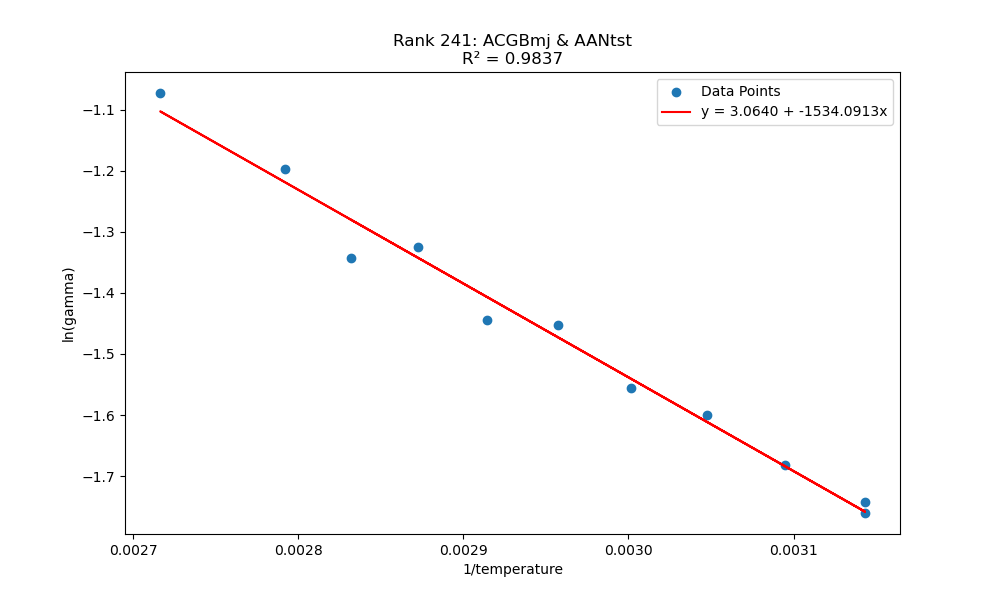 Rank 241: ACGBmj & AANtst
R² = 0.9837
Data Points
y = 3.0640 + -1534.0913x
−1.1
−1.2
−1.3
−1.4
−1.5
−1.6
−1.7
ln(gamma)
0.0027 0.0028 0.0029 0.0030 0.0031
1/temperature